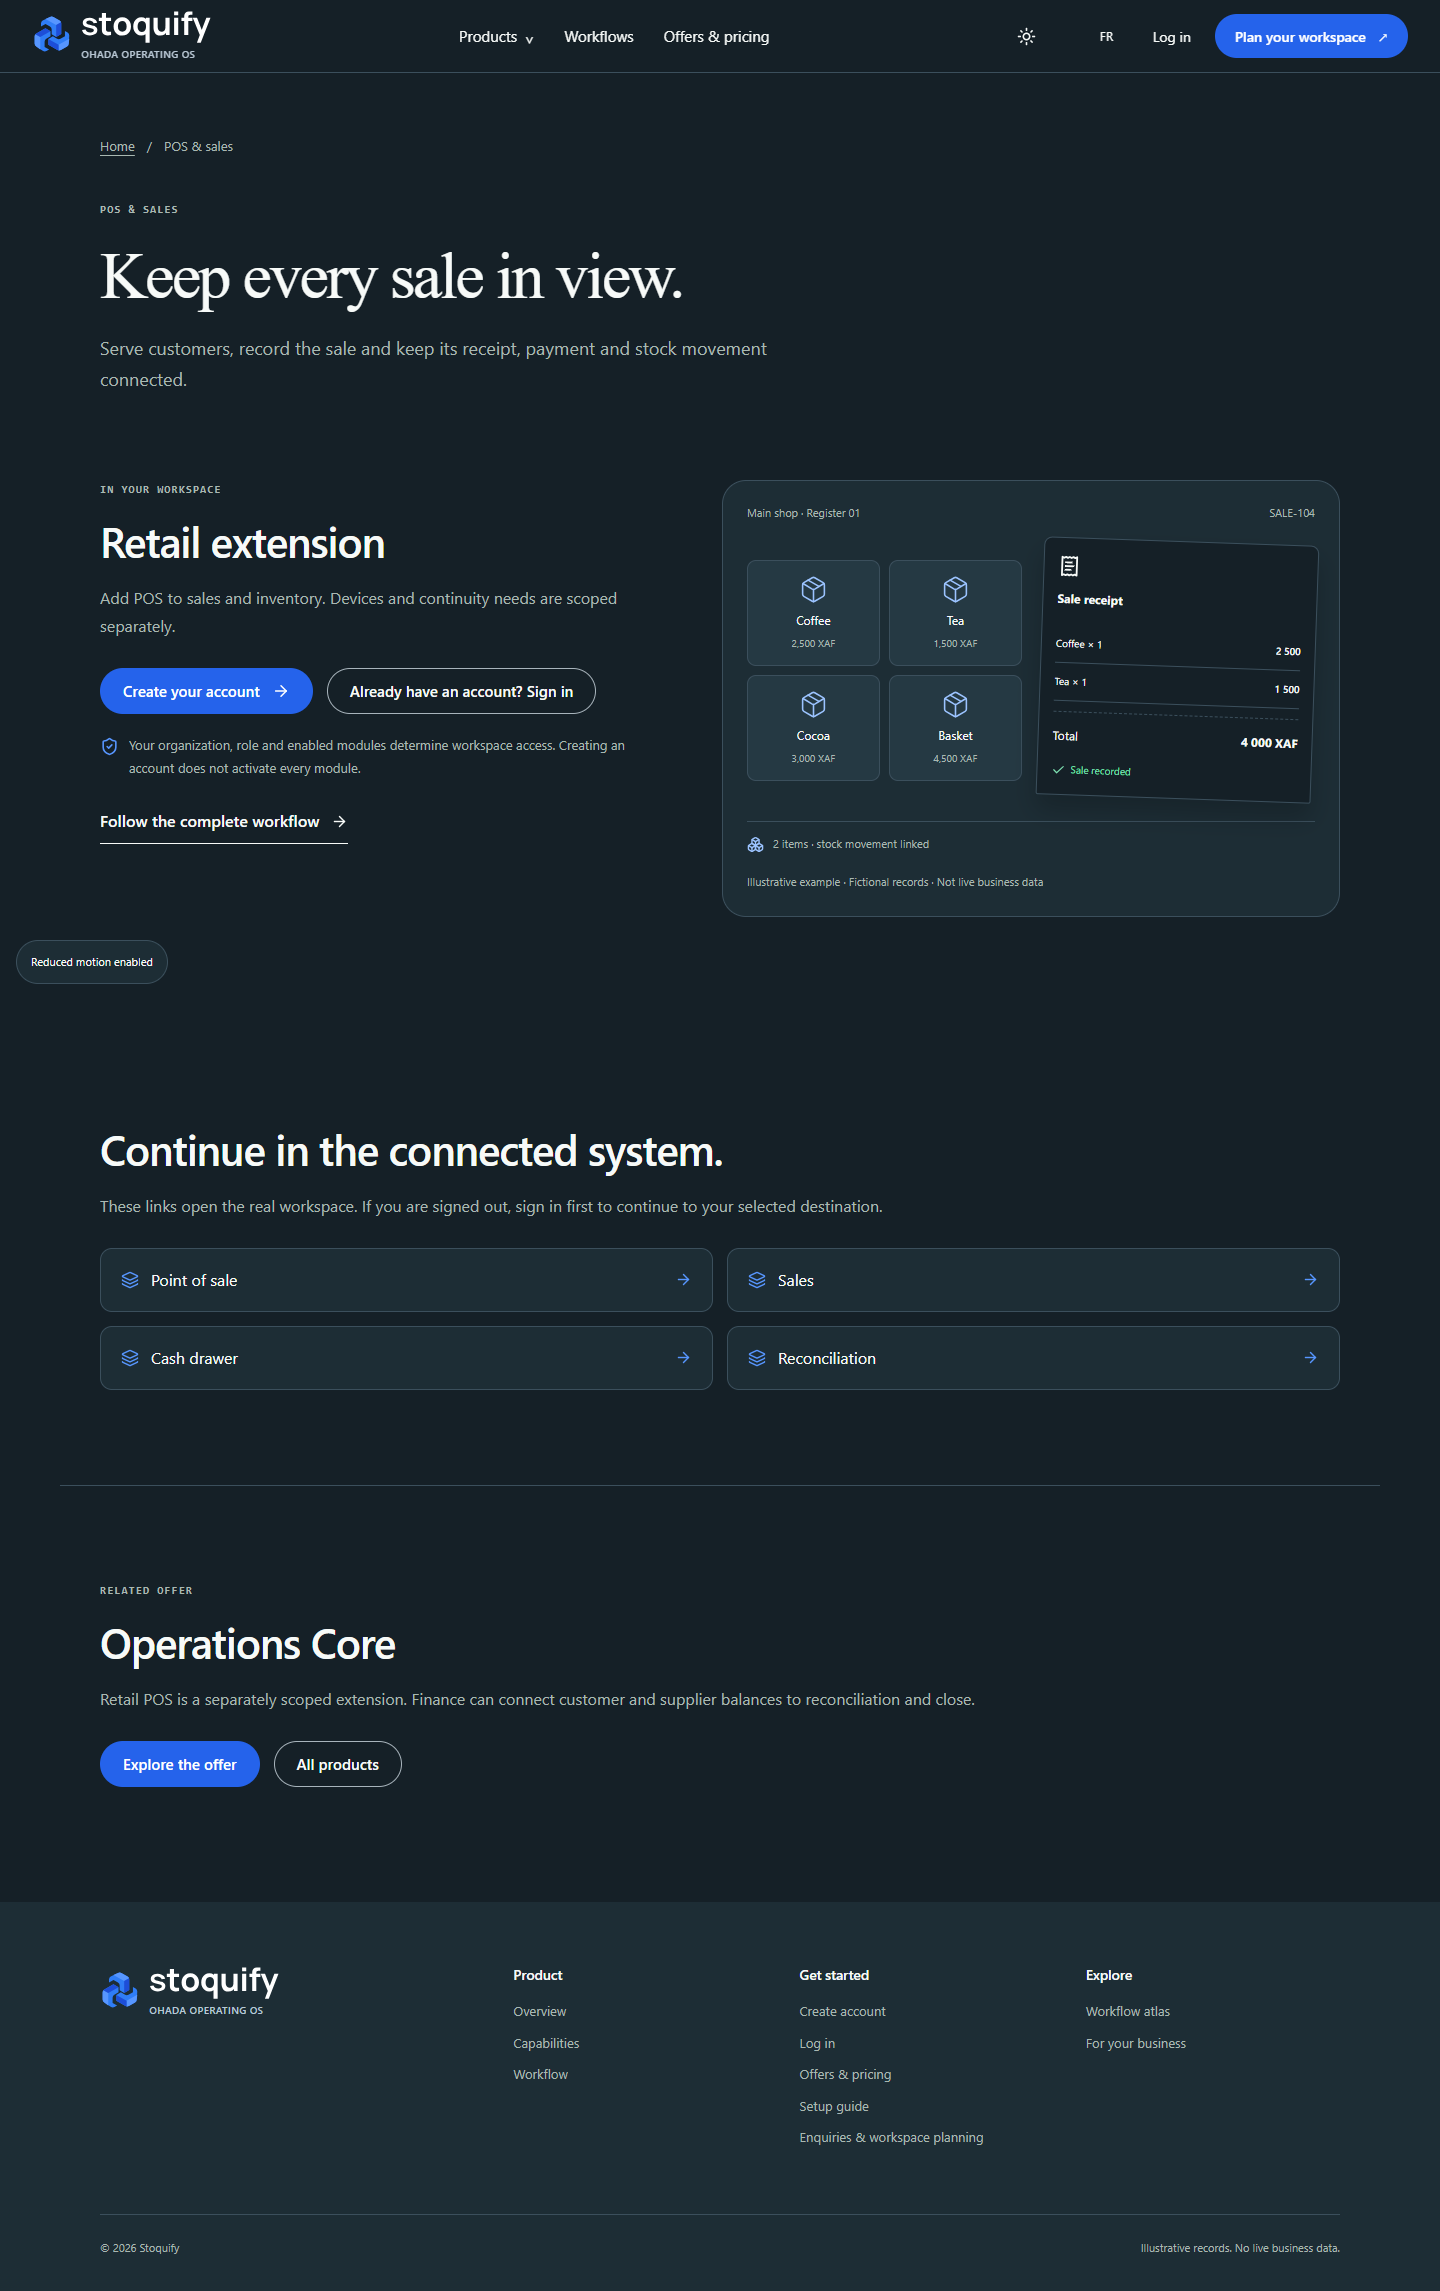 stoquify
OHADA OPERATING OS
Products
Workflows
Offers & pricing
FR
Log in
Plan your workspace ↗
Home / POS & sales
POS & SALES
Keep every sale in view.
Serve customers, record the sale and keep its receipt, payment and stock movement
connected.
IN YOUR WORKSPACE
Retail extension
Add POS to sales and inventory. Devices and continuity needs are scoped
separately.
Create your account →
Already have an account? Sign in
Your organization, role and enabled modules determine workspace access. Creating an
account does not activate every module.
Follow the complete workflow →
Main shop · Register 01
SALE-104
Coffee
2,500 XAF
Tea
1,500 XAF
Cocoa
3,000 XAF
Basket
4,500 XAF
Sale receipt
Coffee × 1 2 500
Tea × 1 1 500
Total 4 000 XAF
Sale recorded
2 items · stock movement linked
Illustrative example · Fictional records · Not live business data
Reduced motion enabled
Continue in the connected system.
These links open the real workspace. If you are signed out, sign in first to continue to your selected destination.
Point of sale →
Sales →
Cash drawer →
Reconciliation →
RELATED OFFER
Operations Core
Retail POS is a separately scoped extension. Finance can connect customer and supplier balances to reconciliation and close.
Explore the offer
All products
stoquify
OHADA OPERATING OS
Product
Overview
Capabilities
Workflow
Get started
Create account
Log in
Offers & pricing
Setup guide
Enquiries & workspace planning
Explore
Workflow atlas
For your business
© 2026 Stoquify
Illustrative records. No live business data.